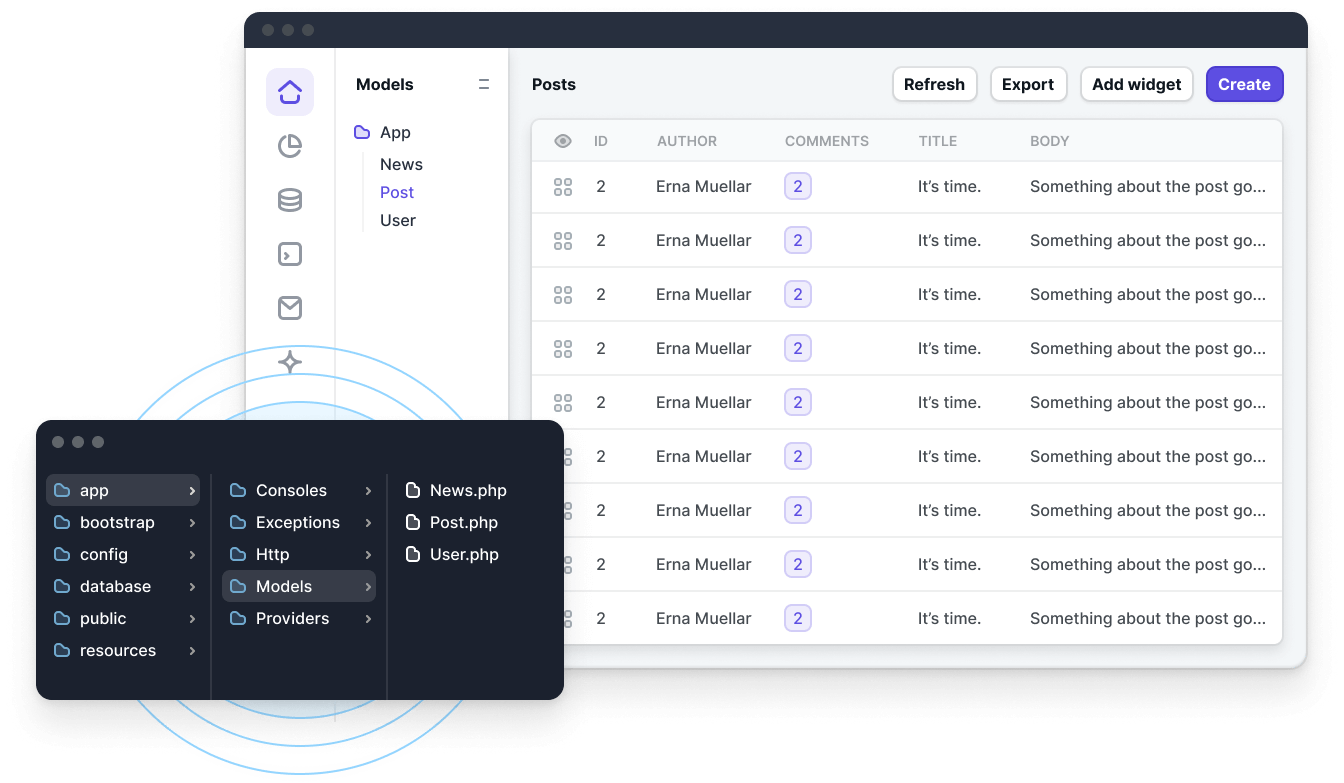 Models
App
News
Post
User
Posts
Refresh Export Add widget Create
ID AUTHOR COMMENTS TITLE BODY
2 Erna Muellar 2 It’s time. Something about the post go...
2 Erna Muellar 2 It’s time. Something about the post go...
2 Erna Muellar 2 It’s time. Something about the post go...
2 Erna Muellar 2 It’s time. Something about the post go...
2 Erna Muellar 2 It’s time. Something about the post go...
2 Erna Muellar 2 It’s time. Something about the post go...
2 Erna Muellar 2 It’s time. Something about the post go...
2 Erna Muellar 2 It’s time. Something about the post go...
2 Erna Muellar 2 It’s time. Something about the post go...
app
bootstrap
config
database
public
resources
Consoles
Exceptions
Http
Models
Providers
News.php
Post.php
User.php